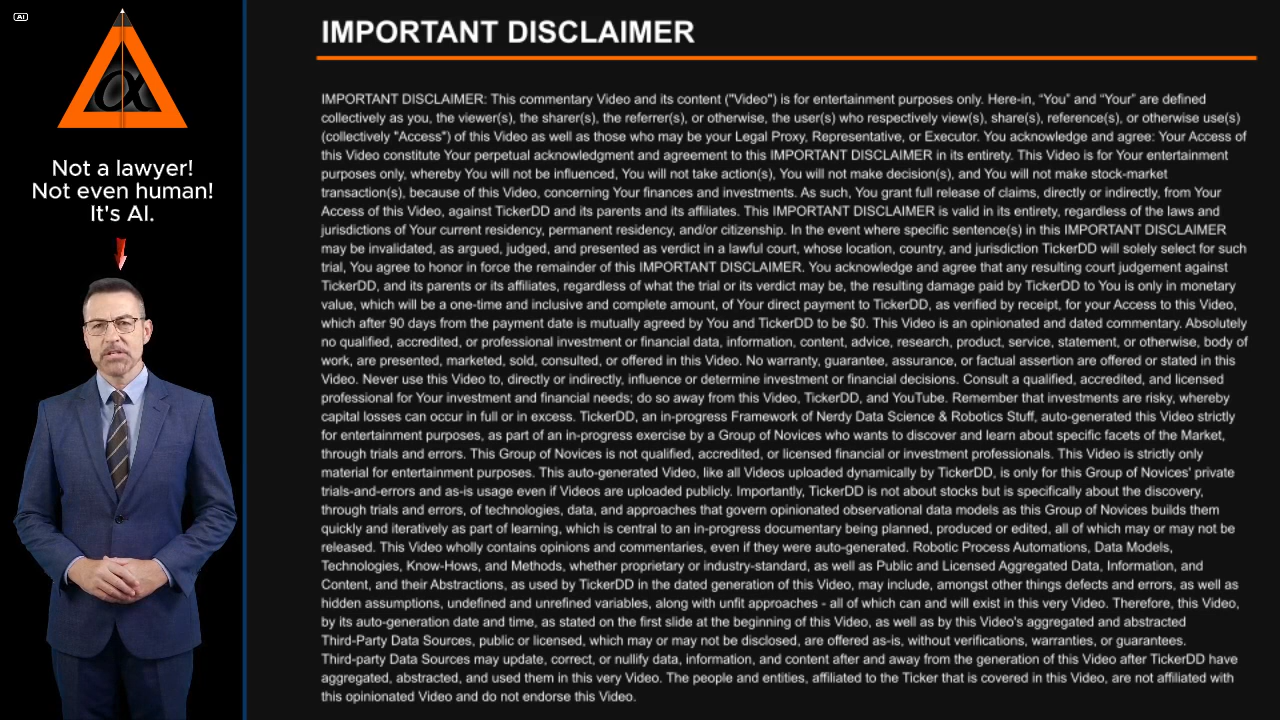 AI
α
Not a lawyer!
Not even human!
It's AI.
IMPORTANT DISCLAIMER
IMPORTANT DISCLAIMER: This commentary Video and its content ("Video") is for entertainment purposes only. Here-in, “You” and “Your” are defined
collectively as you, the viewer(s), the sharer(s), the referrer(s), or otherwise, the user(s) who respectively view(s), share(s), reference(s), or otherwise use(s)
(collectively "Access") of this Video as well as those who may be your Legal Proxy, Representative, or Executor. You acknowledge and agree: Your Access of
this Video constitute Your perpetual acknowledgment and agreement to this IMPORTANT DISCLAIMER in its entirety. This Video is for Your entertainment
purposes only, whereby You will not be influenced, You will not take action(s), You will not make decision(s), and You will not make stock-market
transaction(s), because of this Video, concerning Your finances and investments. As such, You grant full release of claims, directly or indirectly, from Your
Access of this Video, against TickerDD and its parents and its affiliates. This IMPORTANT DISCLAIMER is valid in its entirety, regardless of the laws and
jurisdictions of Your current residency, permanent residency, and/or citizenship. In the event where specific sentence(s) in this IMPORTANT DISCLAIMER
may be invalidated, as argued, judged, and presented as verdict in a lawful court, whose location, country, and jurisdiction TickerDD will solely select for such
trial, You agree to honor in force the remainder of this IMPORTANT DISCLAIMER. You acknowledge and agree that any resulting court judgement against
TickerDD, and its parents or its affiliates, regardless of what the trial or its verdict may be, the resulting damage paid by TickerDD to You is only in monetary
value, which will be a one-time and inclusive and complete amount, of Your direct payment to TickerDD, as verified by receipt, for your Access to this Video,
which after 90 days from the payment date is mutually agreed by You and TickerDD to be $0. This Video is an opinionated and dated commentary. Absolutely
no qualified, accredited, or professional investment or financial data, information, content, advice, research, product, service, statement, or otherwise, body of
work, are presented, marketed, sold, consulted, or offered in this Video. No warranty, guarantee, assurance, or factual assertion are offered or stated in this
Video. Never use this Video to, directly or indirectly, influence or determine investment or financial decisions. Consult a qualified, accredited, and licensed
professional for Your investment and financial needs; do so away from this Video, TickerDD, and YouTube. Remember that investments are risky, whereby
capital losses can occur in full or in excess. TickerDD, an in-progress Framework of Nerdy Data Science & Robotics Stuff, auto-generated this Video strictly
for entertainment purposes, as part of an in-progress exercise by a Group of Novices who wants to discover and learn about specific facets of the Market,
through trials and errors. This Group of Novices is not qualified, accredited, or licensed financial or investment professionals. This Video is strictly only
material for entertainment purposes. This auto-generated Video, like all Videos uploaded dynamically by TickerDD, is only for this Group of Novices' private
trials-and-errors and as-is usage even if Videos are uploaded publicly. Importantly, TickerDD is not about stocks but is specifically about the discovery,
through trials and errors, of technologies, data, and approaches that govern opinionated observational data models as this Group of Novices builds them
quickly and iteratively as part of learning, which is central to an in-progress documentary being planned, produced or edited, all of which may or may not be
released. This Video wholly contains opinions and commentaries, even if they were auto-generated. Robotic Process Automations, Data Models,
Technologies, Know-Hows, and Methods, whether proprietary or industry-standard, as well as Public and Licensed Aggregated Data, Information, and
Content, and their Abstractions, as used by TickerDD in the dated generation of this Video, may include, amongst other things defects and errors, as well as
hidden assumptions, undefined and unrefined variables, along with unfit approaches - all of which can and will exist in this very Video. Therefore, this Video,
by its auto-generation date and time, as stated on the first slide at the beginning of this Video, as well as by this Video's aggregated and abstracted
Third-Party Data Sources, public or licensed, which may or may not be disclosed, are offered as-is, without verifications, warranties, or guarantees.
Third-party Data Sources may update, correct, or nullify data, information, and content after and away from the generation of this Video after TickerDD have
aggregated, abstracted, and used them in this very Video. The people and entities, affiliated to the Ticker that is covered in this Video, are not affiliated with
this opinionated Video and do not endorse this Video.